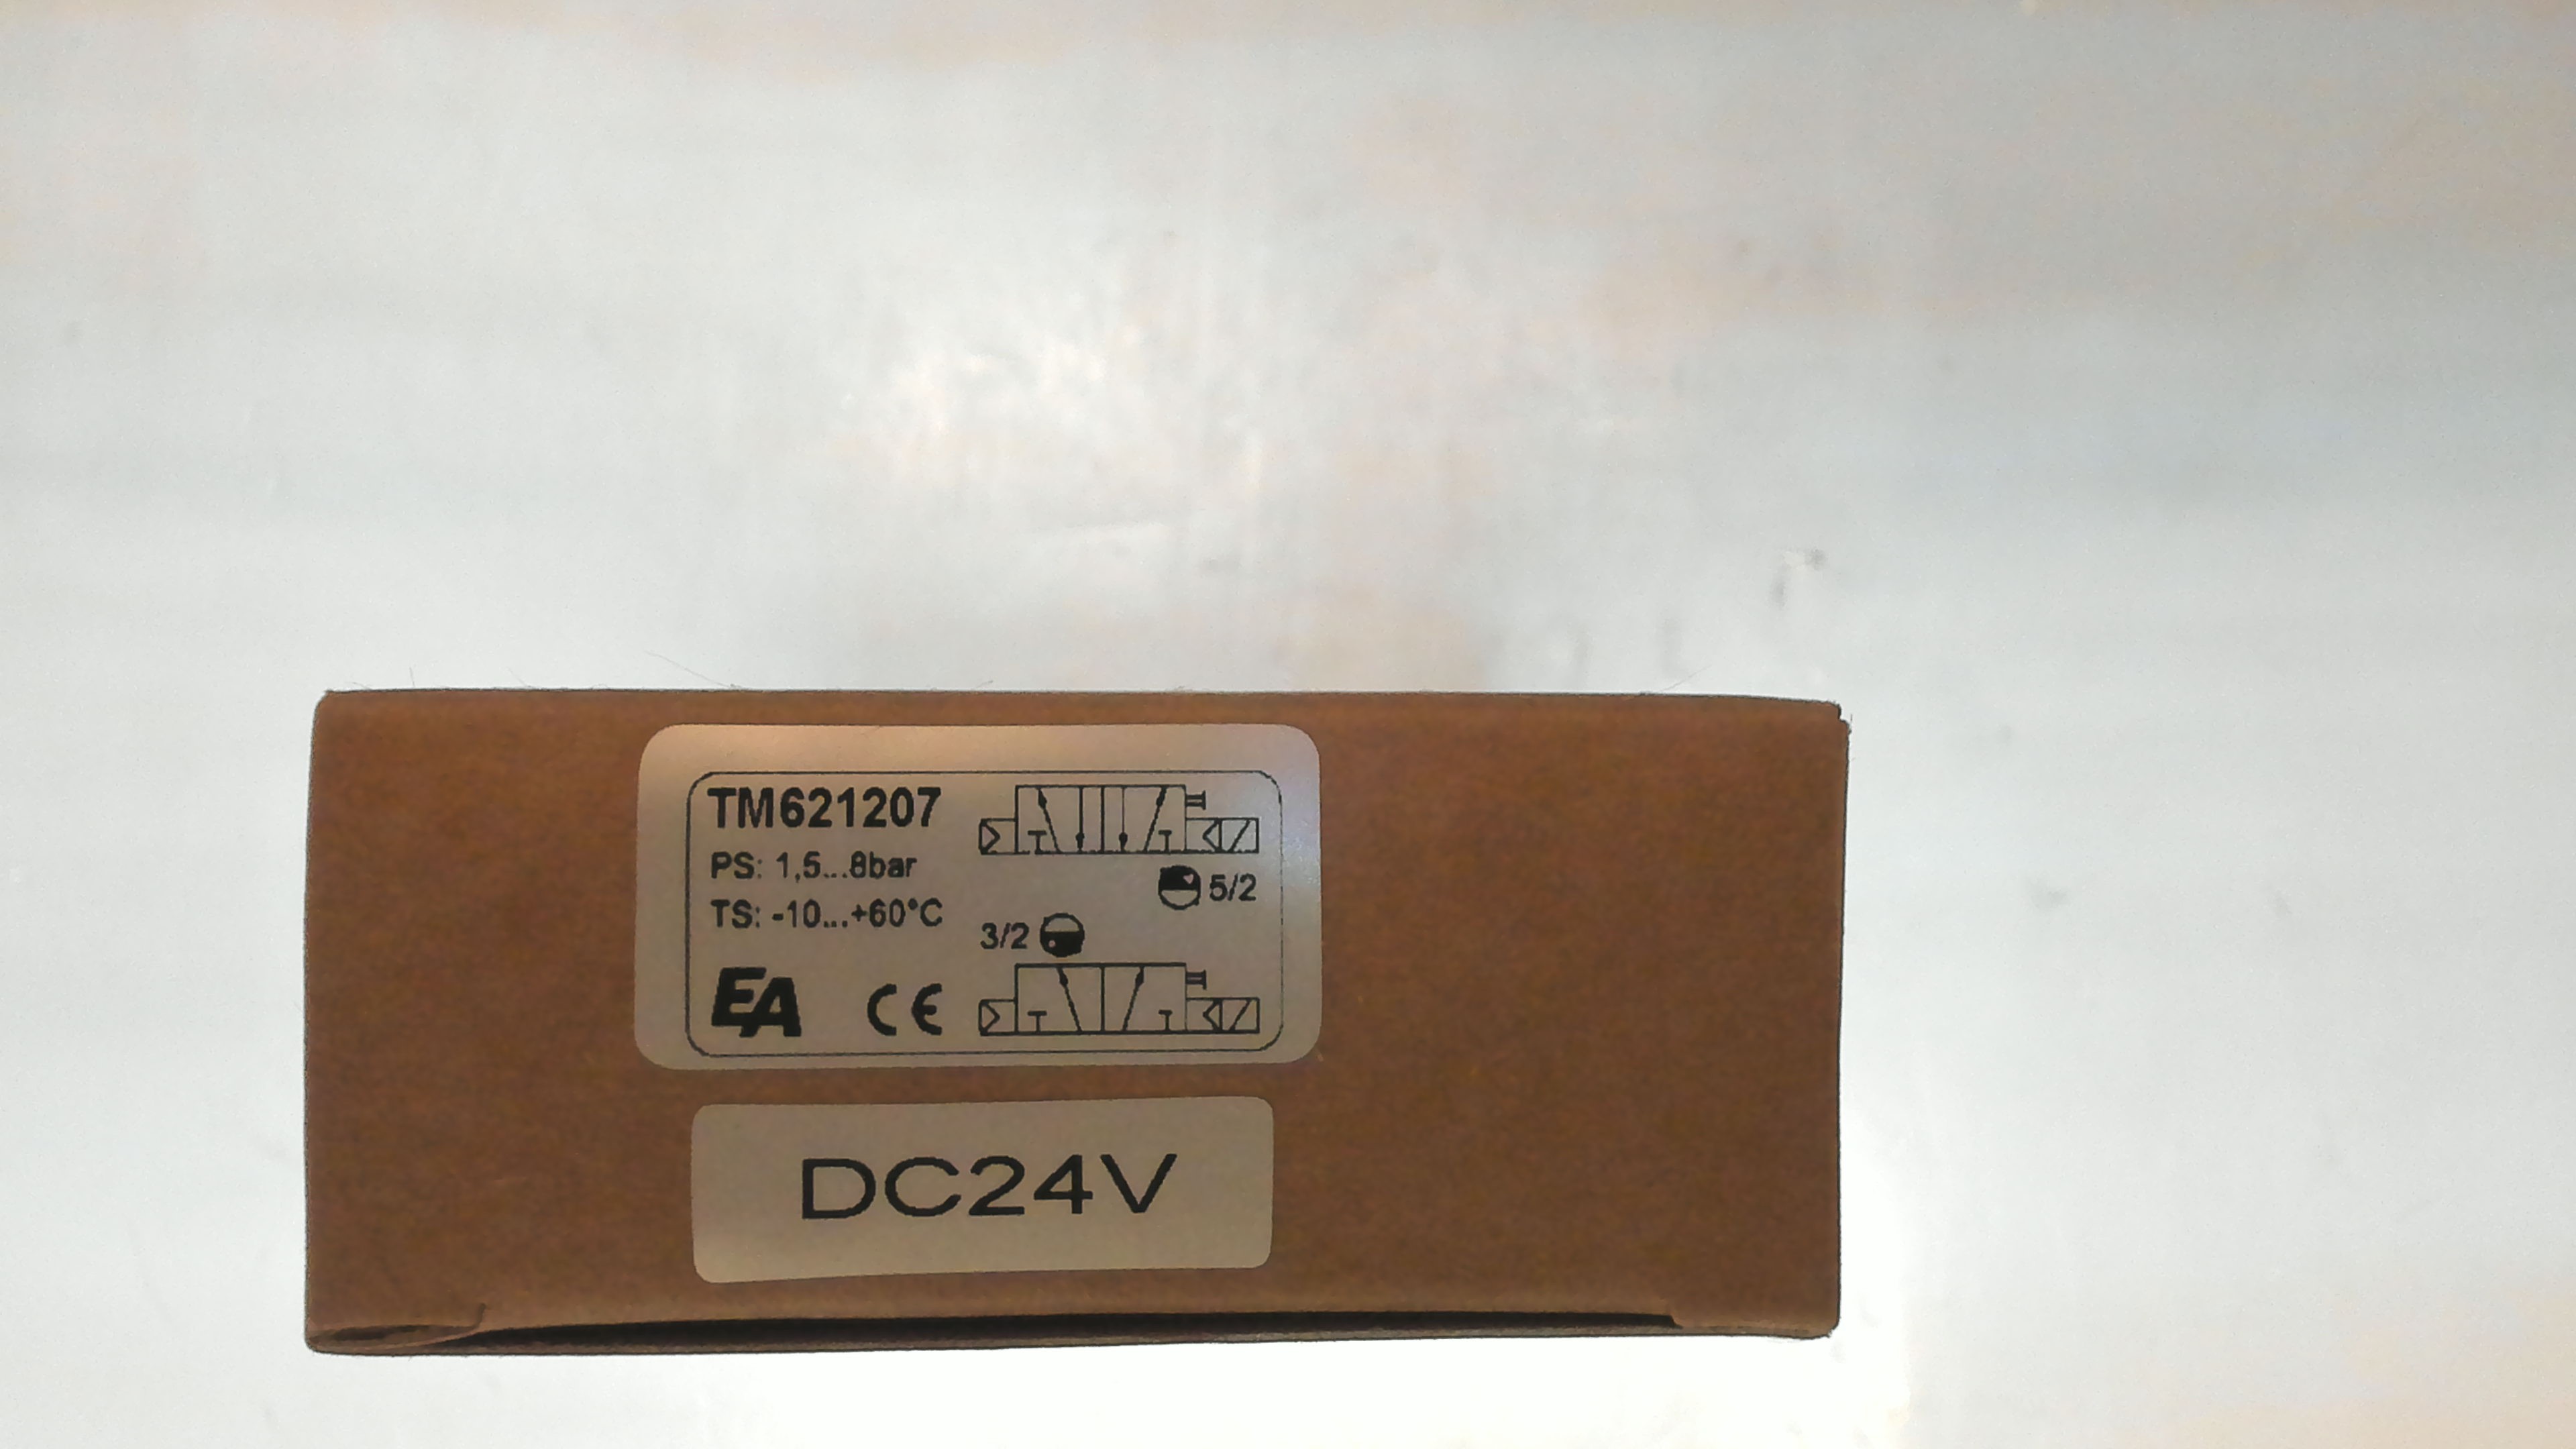 TM621207
PS: 1,5...8bar
TS: -10...+60°C
5/2
3/2
EA CE
DC24V